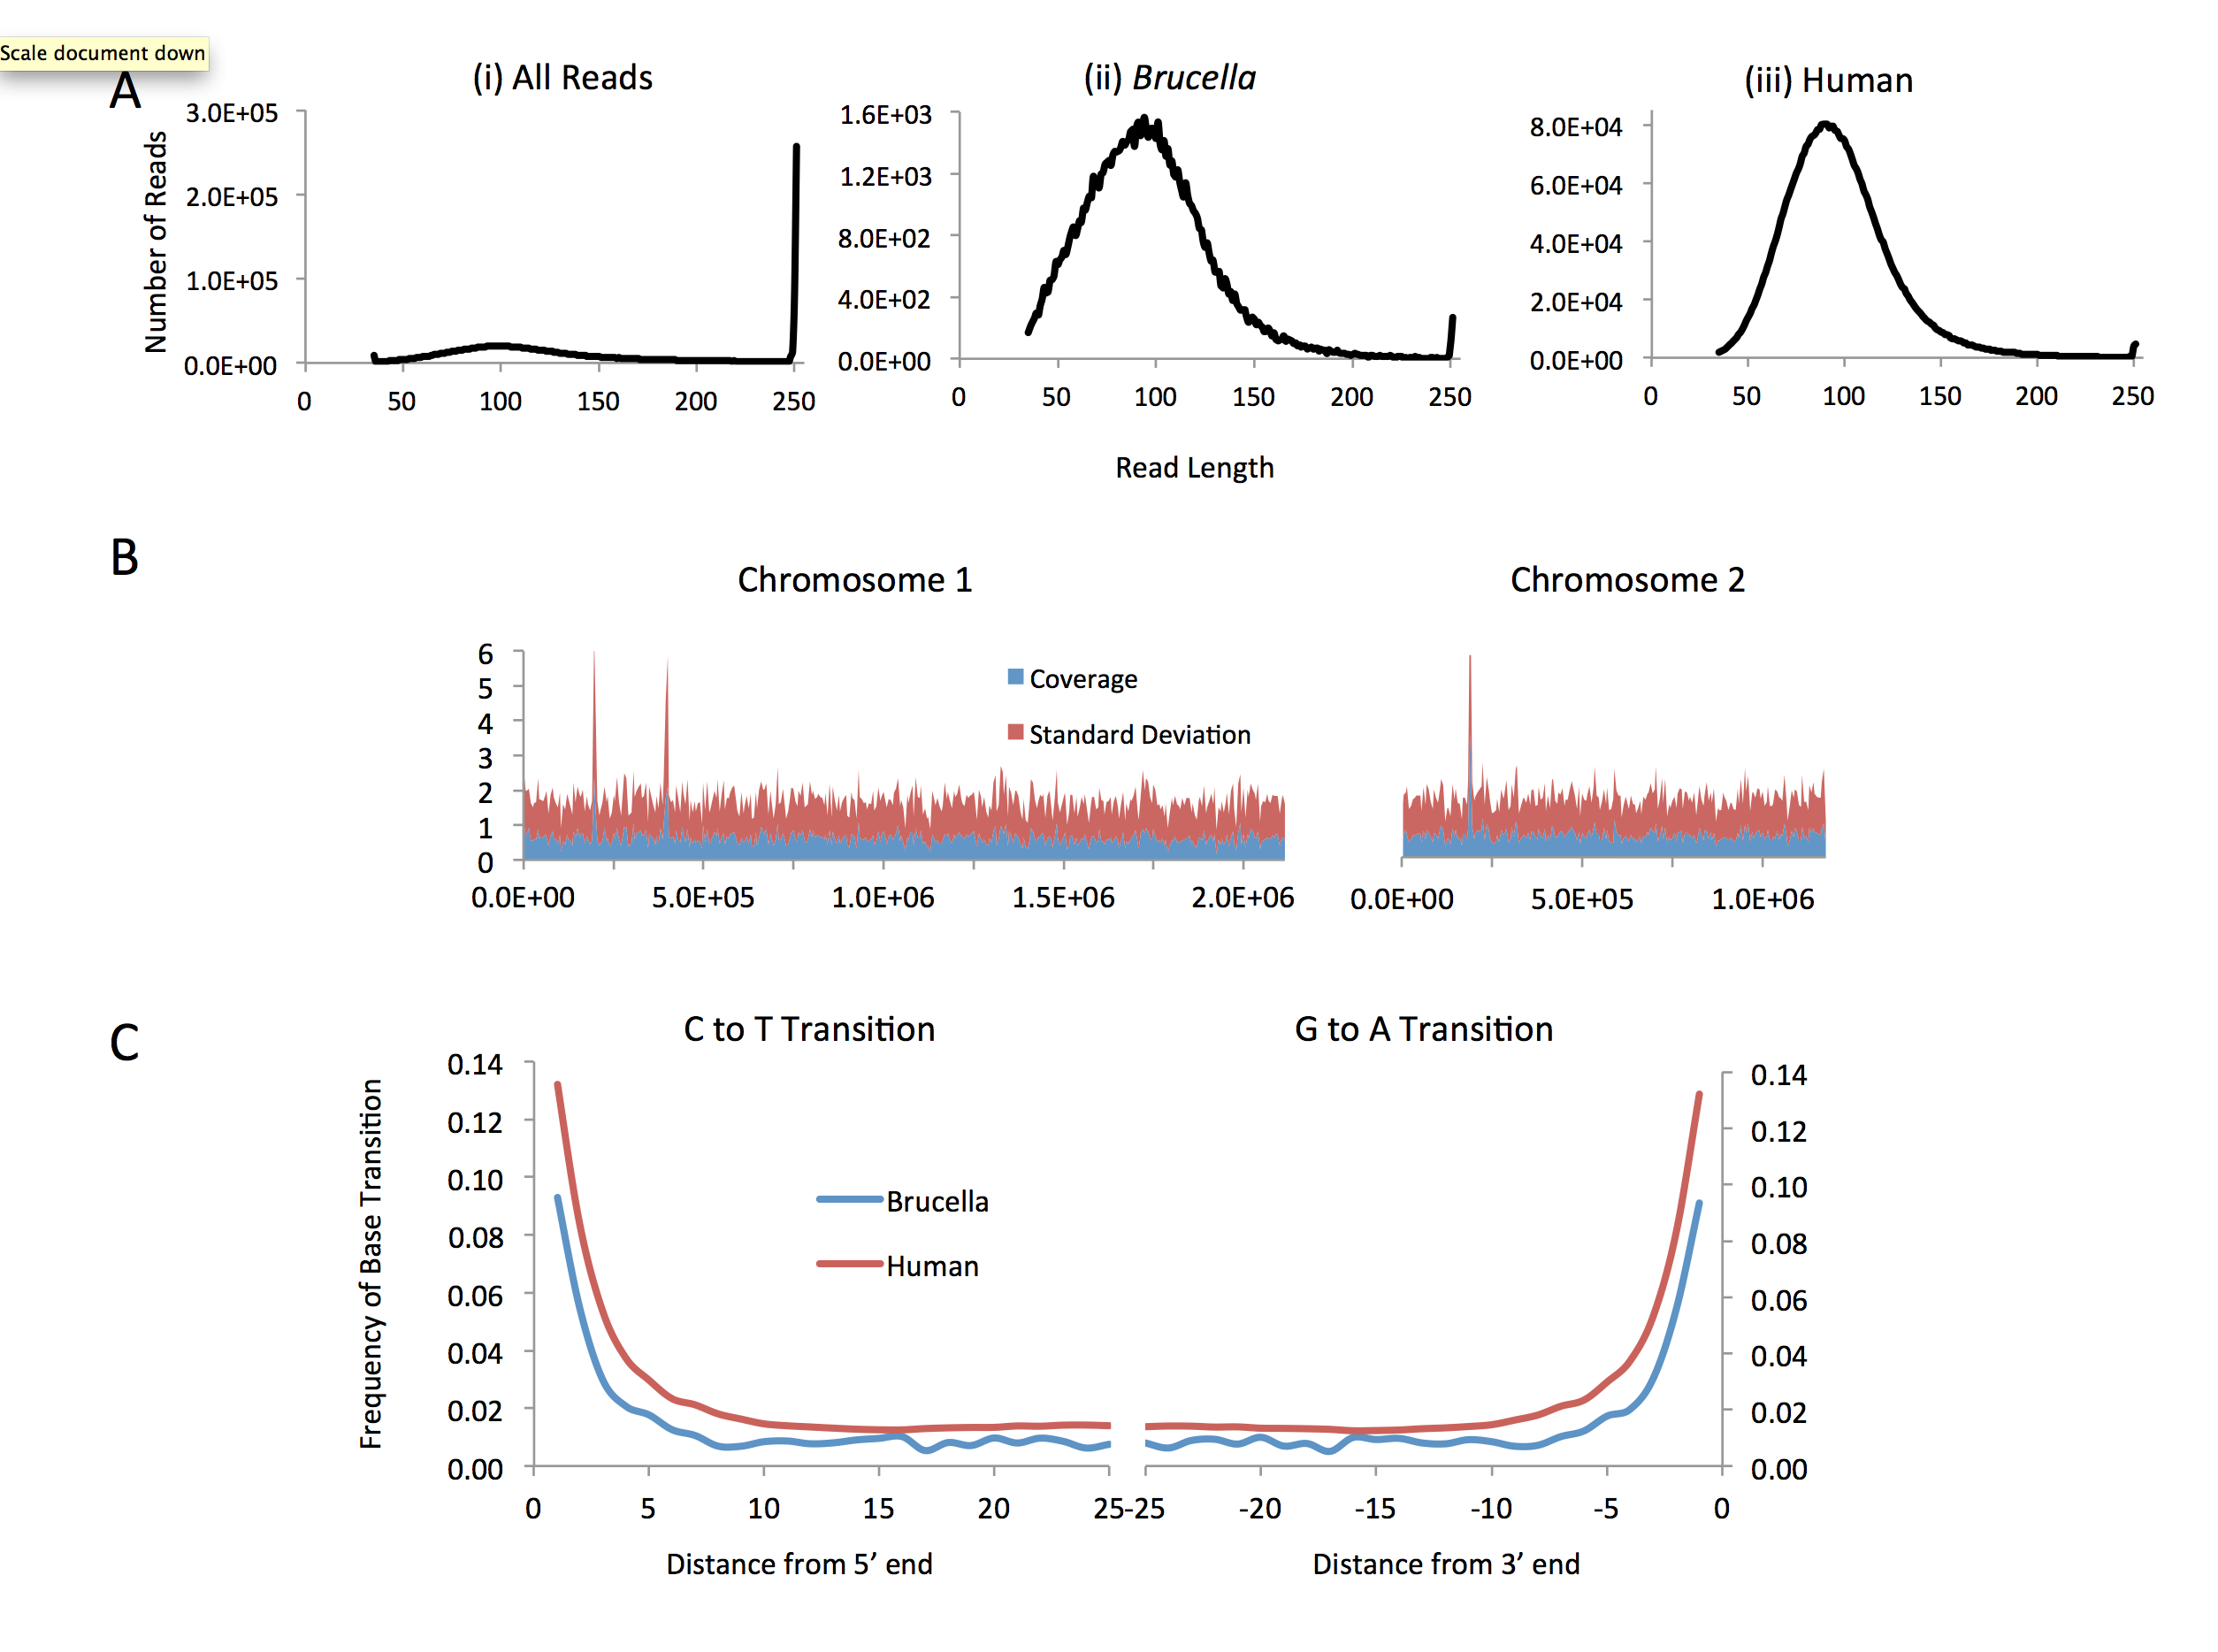 Scale document down
A
(i) All Reads
(ii) Brucella
(iii) Human
Number of Reads
3.0E+05
2.0E+05
1.0E+05
0.0E+00
0 50 100 150 200 250
1.6E+03
1.2E+03
8.0E+02
4.0E+02
0.0E+00
0 50 100 150 200 250
8.0E+04
6.0E+04
4.0E+04
2.0E+04
0.0E+00
0 50 100 150 200 250
Read Length
B
Chromosome 1
Chromosome 2
6
5
4
3
2
1
0
Coverage
Standard Deviation
0.0E+00 5.0E+05 1.0E+06 1.5E+06 2.0E+06
0.0E+00 5.0E+05 1.0E+06
C
C to T Transition
G to A Transition
Frequency of Base Transition
0.14
0.12
0.10
0.08
0.06
0.04
0.02
0.00
Brucella
Human
0.14
0.12
0.10
0.08
0.06
0.04
0.02
0.00
0 5 10 15 20 25
-25 -20 -15 -10 -5 0
Distance from 5’ end
Distance from 3’ end